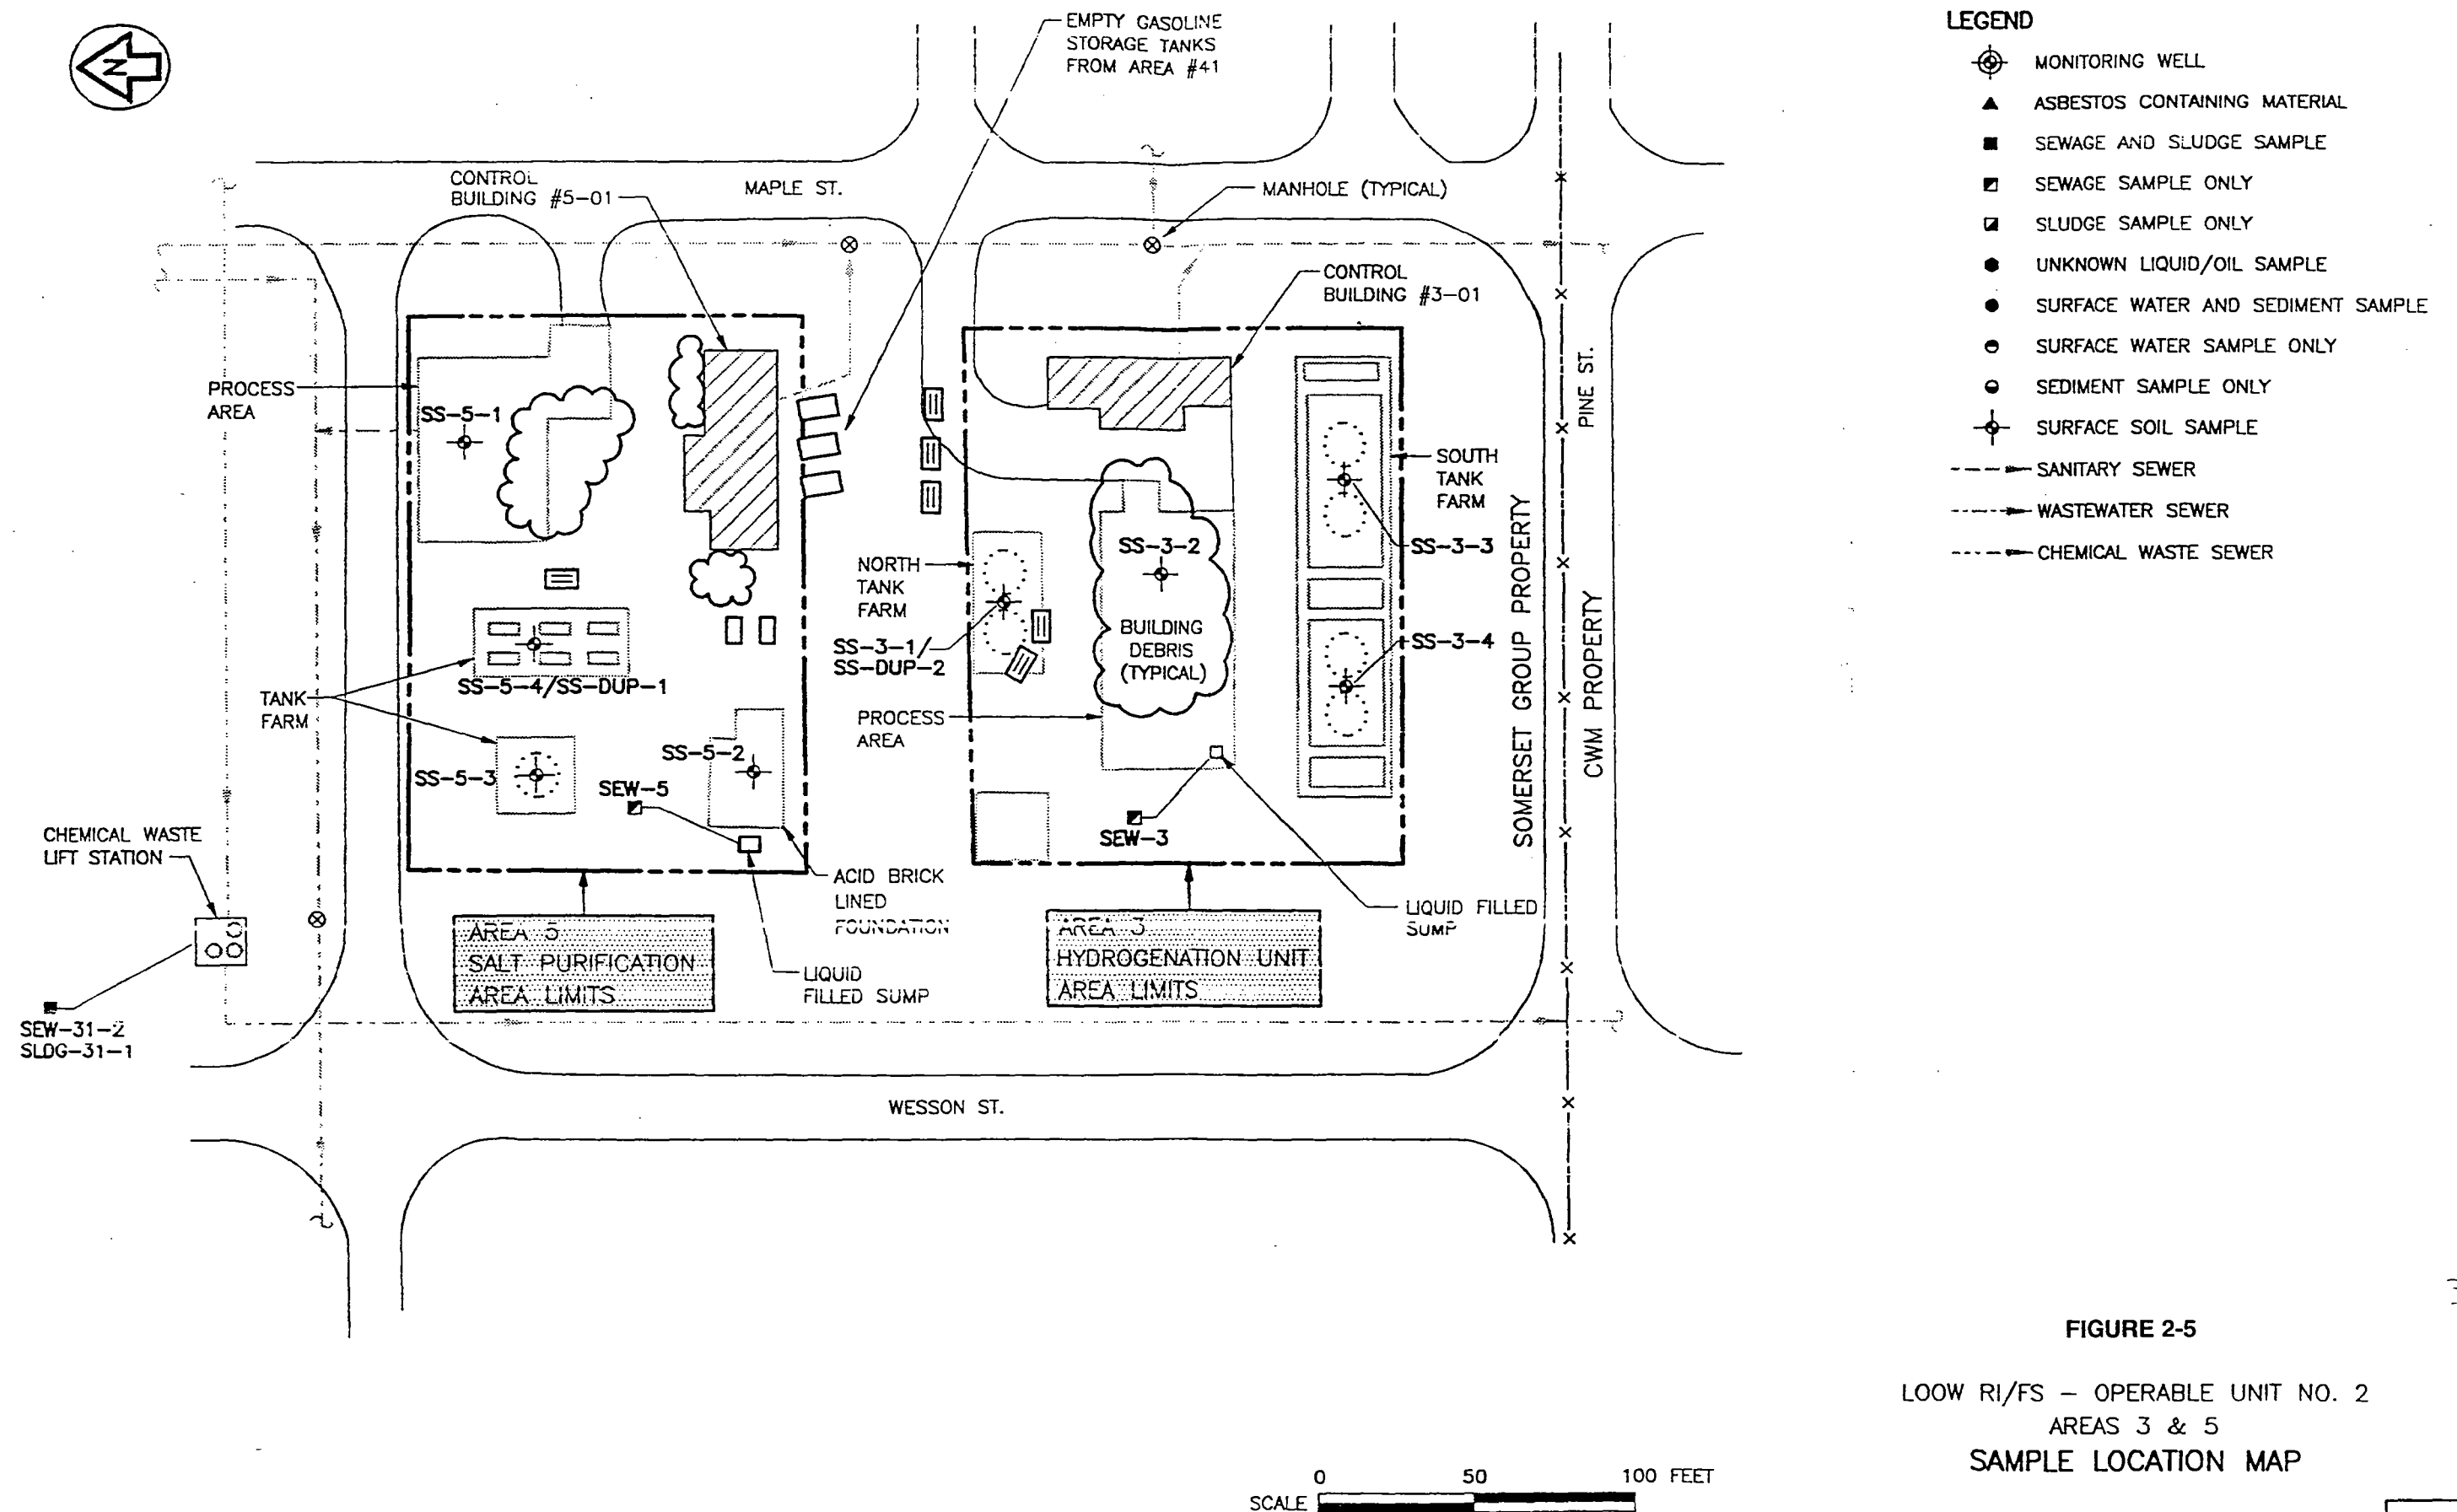 N
EMPTY GASOLINE
STORAGE TANKS
FROM AREA #41
CONTROL
BUILDING #5-01
MAPLE ST.
MANHOLE (TYPICAL)
CONTROL
BUILDING #3-01
PROCESS
AREA
SS-5-1
SOUTH
TANK
FARM
PINE ST.
SS-3-2
SS-3-3
NORTH
TANK
FARM
SS-3-1/
SS-DUP-2
BUILDING
DEBRIS
(TYPICAL)
SS-3-4
SOMERSET GROUP PROPERTY
CWM PROPERTY
SS-5-4/SS-DUP-1
TANK
FARM
PROCESS
AREA
SS-5-2
SS-5-3
SEW-5
SEW-3
CHEMICAL WASTE
LIFT STATION
ACID BRICK
LINED
FOUNDATION
LIQUID FILLED
SUMP
AREA 5
SALT PURIFICATION
AREA LIMITS
LIQUID
FILLED SUMP
AREA 3
HYDROGENATION UNIT
AREA LIMITS
SEW-31-2
SLDG-31-1
WESSON ST.
LEGEND
MONITORING WELL
ASBESTOS CONTAINING MATERIAL
SEWAGE AND SLUDGE SAMPLE
SEWAGE SAMPLE ONLY
SLUDGE SAMPLE ONLY
UNKNOWN LIQUID/OIL SAMPLE
SURFACE WATER AND SEDIMENT SAMPLE
SURFACE WATER SAMPLE ONLY
SEDIMENT SAMPLE ONLY
SURFACE SOIL SAMPLE
SANITARY SEWER
WASTEWATER SEWER
CHEMICAL WASTE SEWER
FIGURE 2-5
LOOW RI/FS - OPERABLE UNIT NO. 2
AREAS 3 & 5
SAMPLE LOCATION MAP
0 50 100 FEET
SCALE